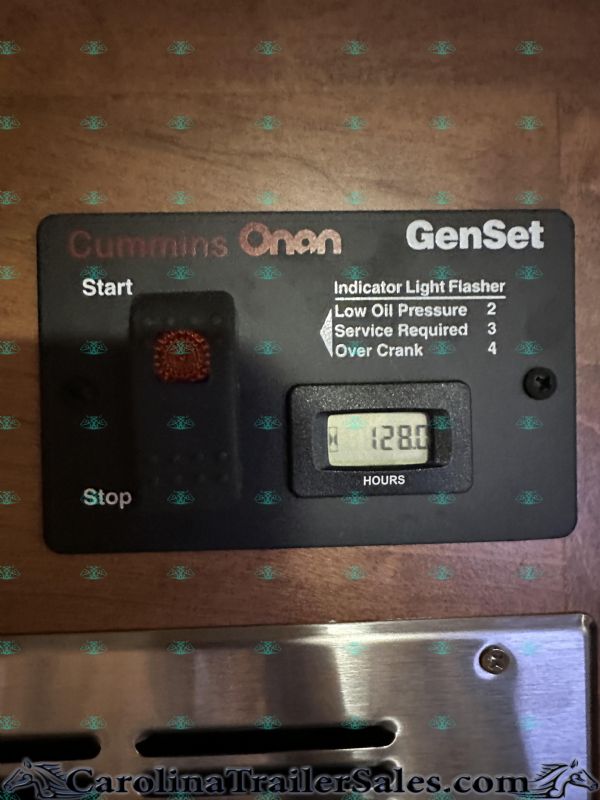 Cummins Onan GenSet
Start
Indicator Light Flasher
Low Oil Pressure 2
Service Required 3
Over Crank 4
128.0
HOURS
Stop
CarolinaTrailerSales.com